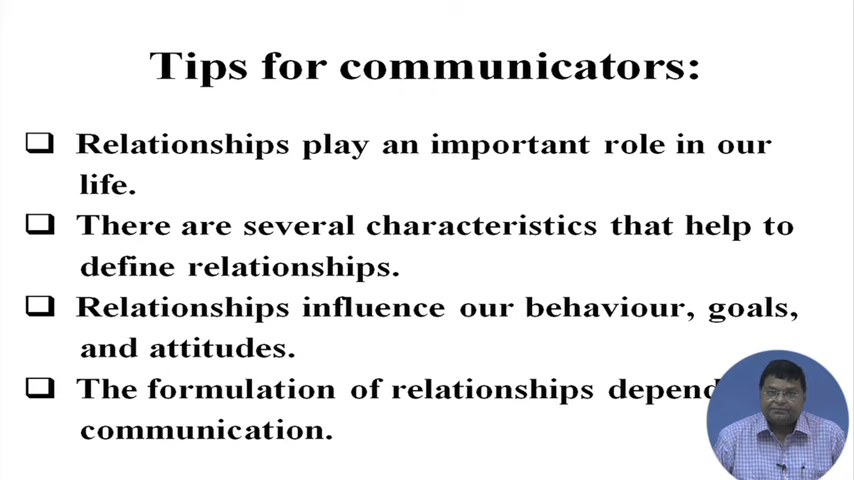 Tips for communicators:
❑ Relationships play an important role in our
life.
❑ There are several characteristics that help to
define relationships.
❑ Relationships influence our behaviour, goals,
and attitudes.
❑ The formulation of relationships depend
communication.